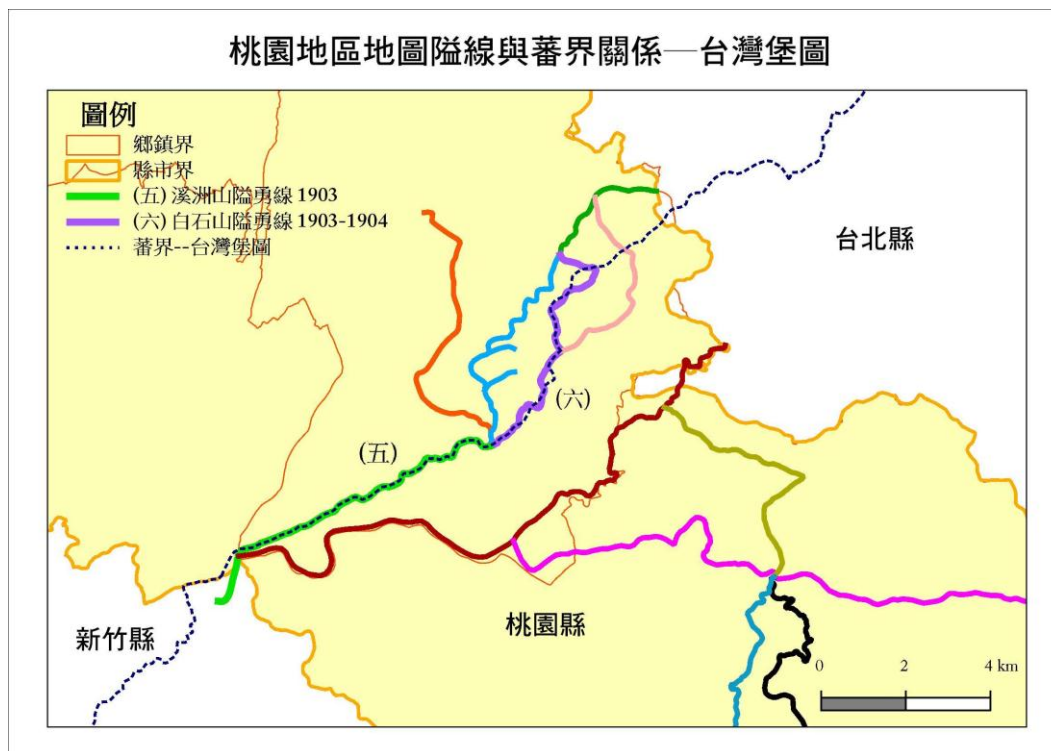 桃園地區地圖隘線與蕃界關係—台灣堡圖
圖例
鄉鎮界
縣市界
(五) 溪洲山隘勇線 1903
(六) 白石山隘勇線 1903-1904
蕃界--台灣堡圖
台北縣
(六)
(五)
新竹縣
桃園縣
0 2 4 km